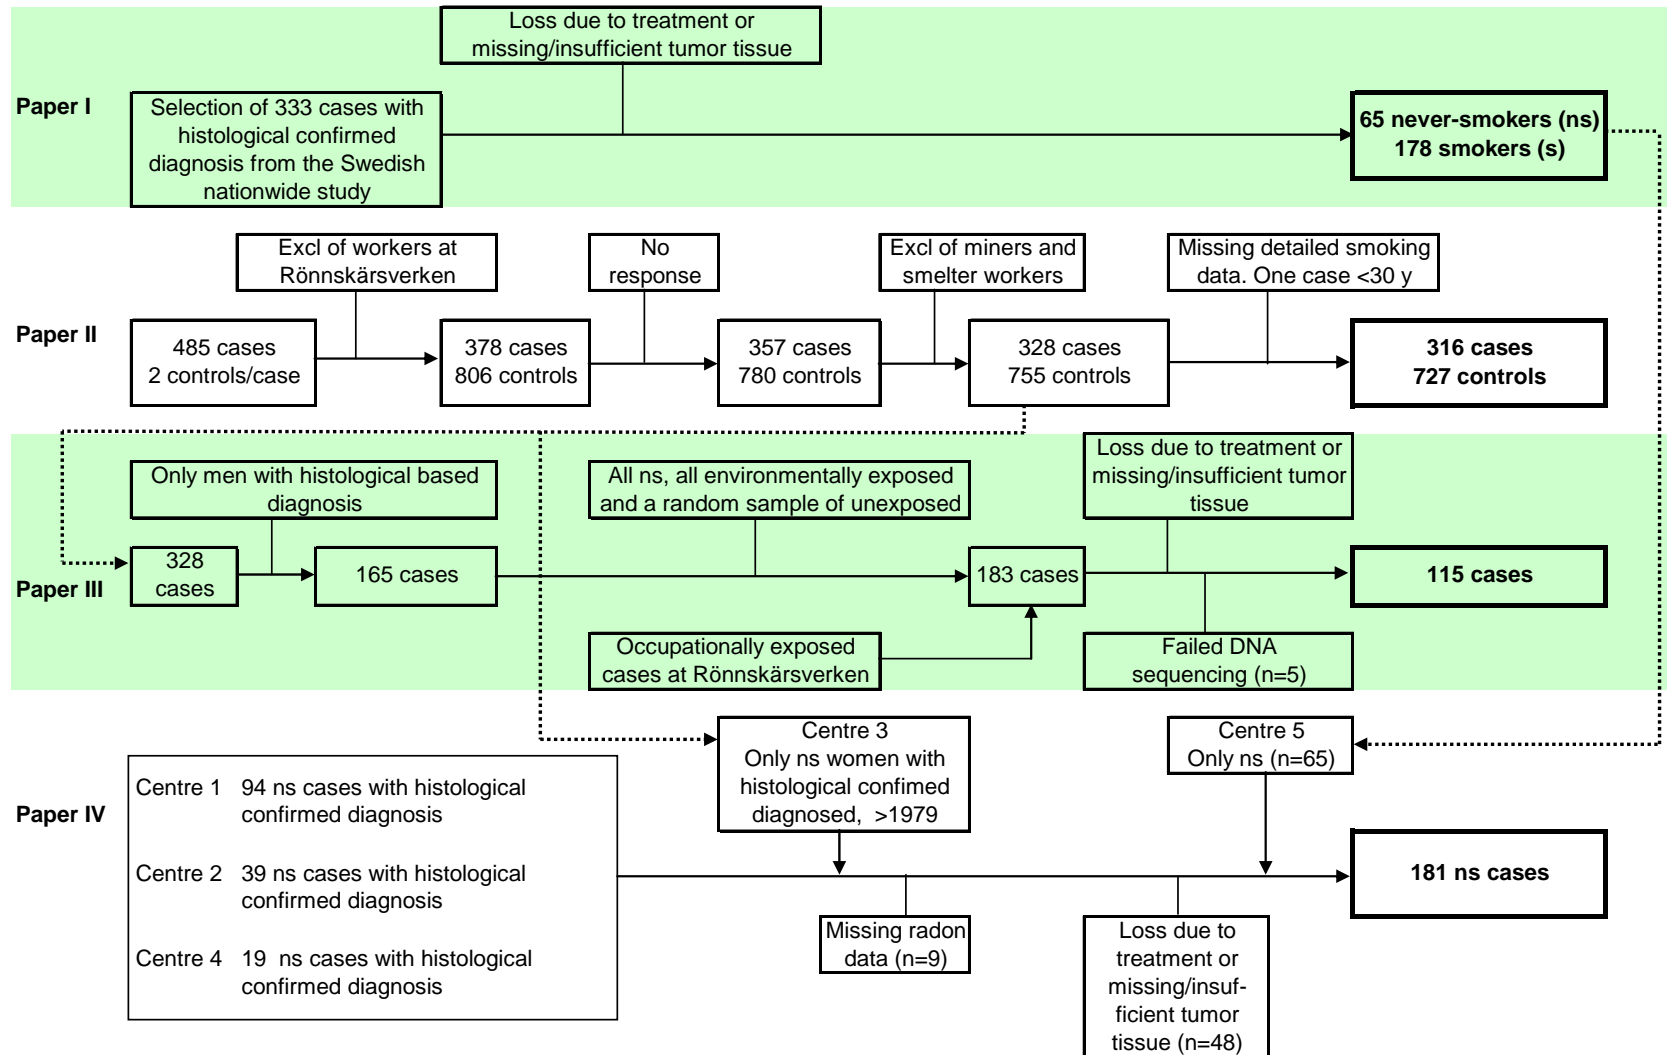 Loss due to treatment or
missing/insufficient tumor tissue
Paper I
Selection of 333 cases with
histological confirmed
diagnosis from the Swedish
nationwide study
65 never-smokers (ns)
178 smokers (s)
Excl of workers at
Rönnskärsverken
No
response
Excl of miners and
smelter workers
Missing detailed smoking
data. One case <30 y
Paper II
485 cases
2 controls/case
378 cases
806 controls
357 cases
780 controls
328 cases
755 controls
316 cases
727 controls
Only men with histological based
diagnosis
All ns, all environmentally exposed
and a random sample of unexposed
Loss due to treatment or
missing/insufficient tumor
tissue
Paper III
328
cases
165 cases
183 cases
115 cases
Occupationally exposed
cases at Rönnskärsverken
Failed DNA
sequencing (n=5)
Centre 3
Only ns women with
histological confimed
diagnosed, >1979
Centre 5
Only ns (n=65)
Paper IV
Centre 1 94 ns cases with histological
confirmed diagnosis
Centre 2 39 ns cases with histological
confirmed diagnosis
Centre 4 19 ns cases with histological
confirmed diagnosis
181 ns cases
Missing radon
data (n=9)
Loss due to
treatment or
missing/insuf-
ficient tumor
tissue (n=48)